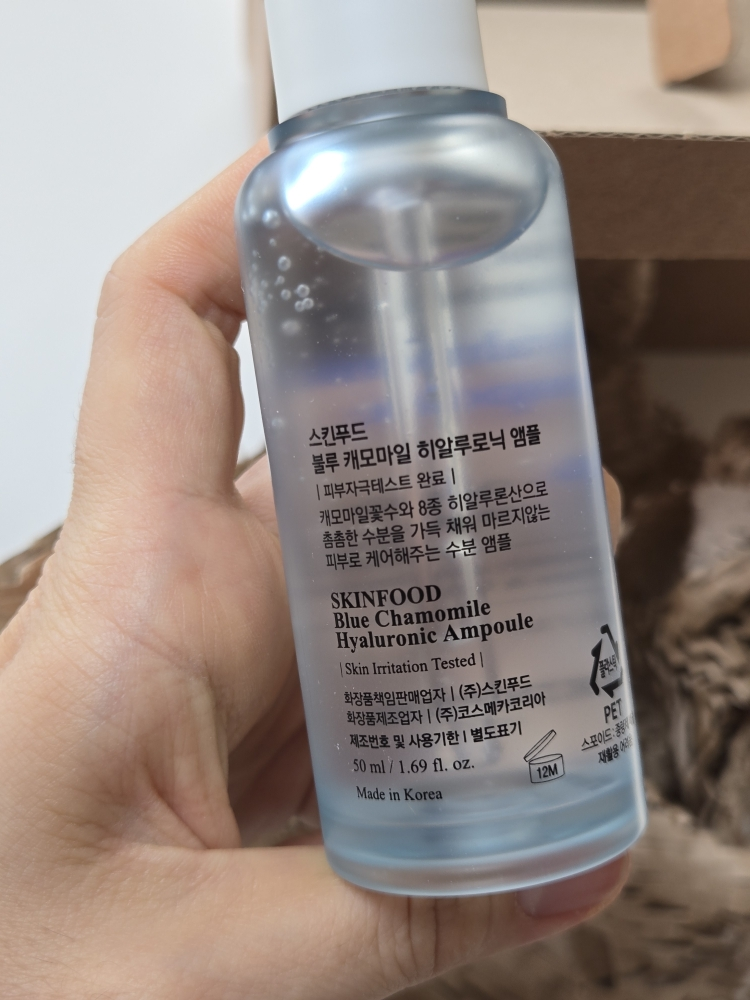 스킨푸드
블루 캐모마일 히알루로닉 앰플
| 피부자극테스트 완료 |
캐모마일꽃수와 8종 히알루론산으로
촘촘한 수분을 가득 채워 마르지않는
피부로 케어해주는 수분 앰플
SKINFOOD
Blue Chamomile
Hyaluronic Ampoule
| Skin Irritation Tested |
화장품책임판매업자 | (주)스킨푸드
화장품제조업자 | (주)코스메카코리아
제조번호 및 사용기한 | 별도표기
50 ml / 1.69 fl. oz.
Made in Korea
12M
플라스틱
PET
스포이드 :
재활용